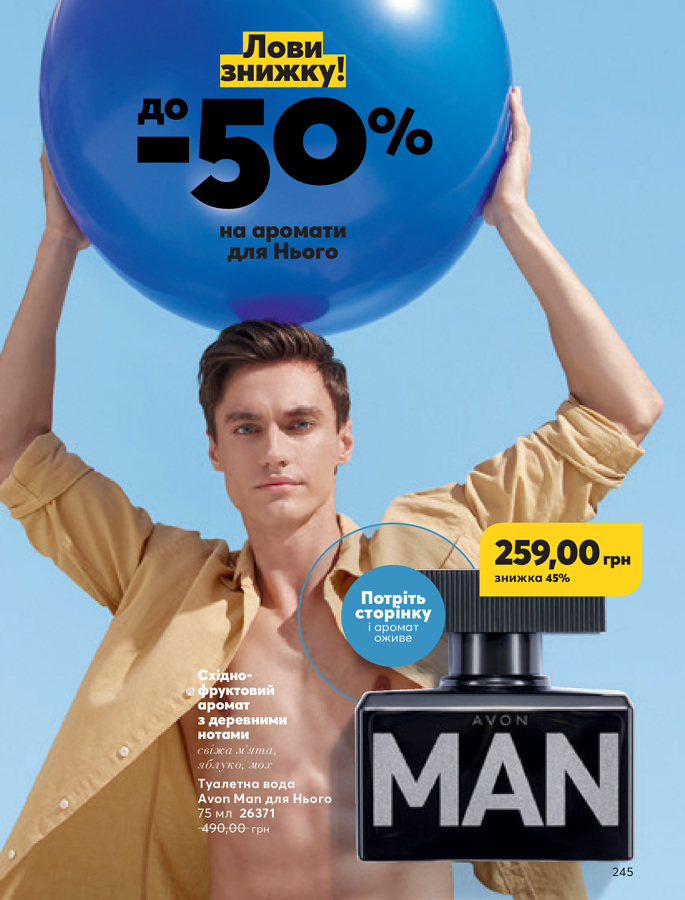 Лови
знижку!
до
-50%
на аромати
для Нього
259,00 грн
знижка 45%
Потріть
сторінку
і аромат
оживе
Східно-
фруктовий
аромат
з деревними
нотами
свіжа м'ята,
яблуко, мох
Туалетна вода
Avon Man для Нього
75 мл 26371
490,00 грн
AVON
MAN
245